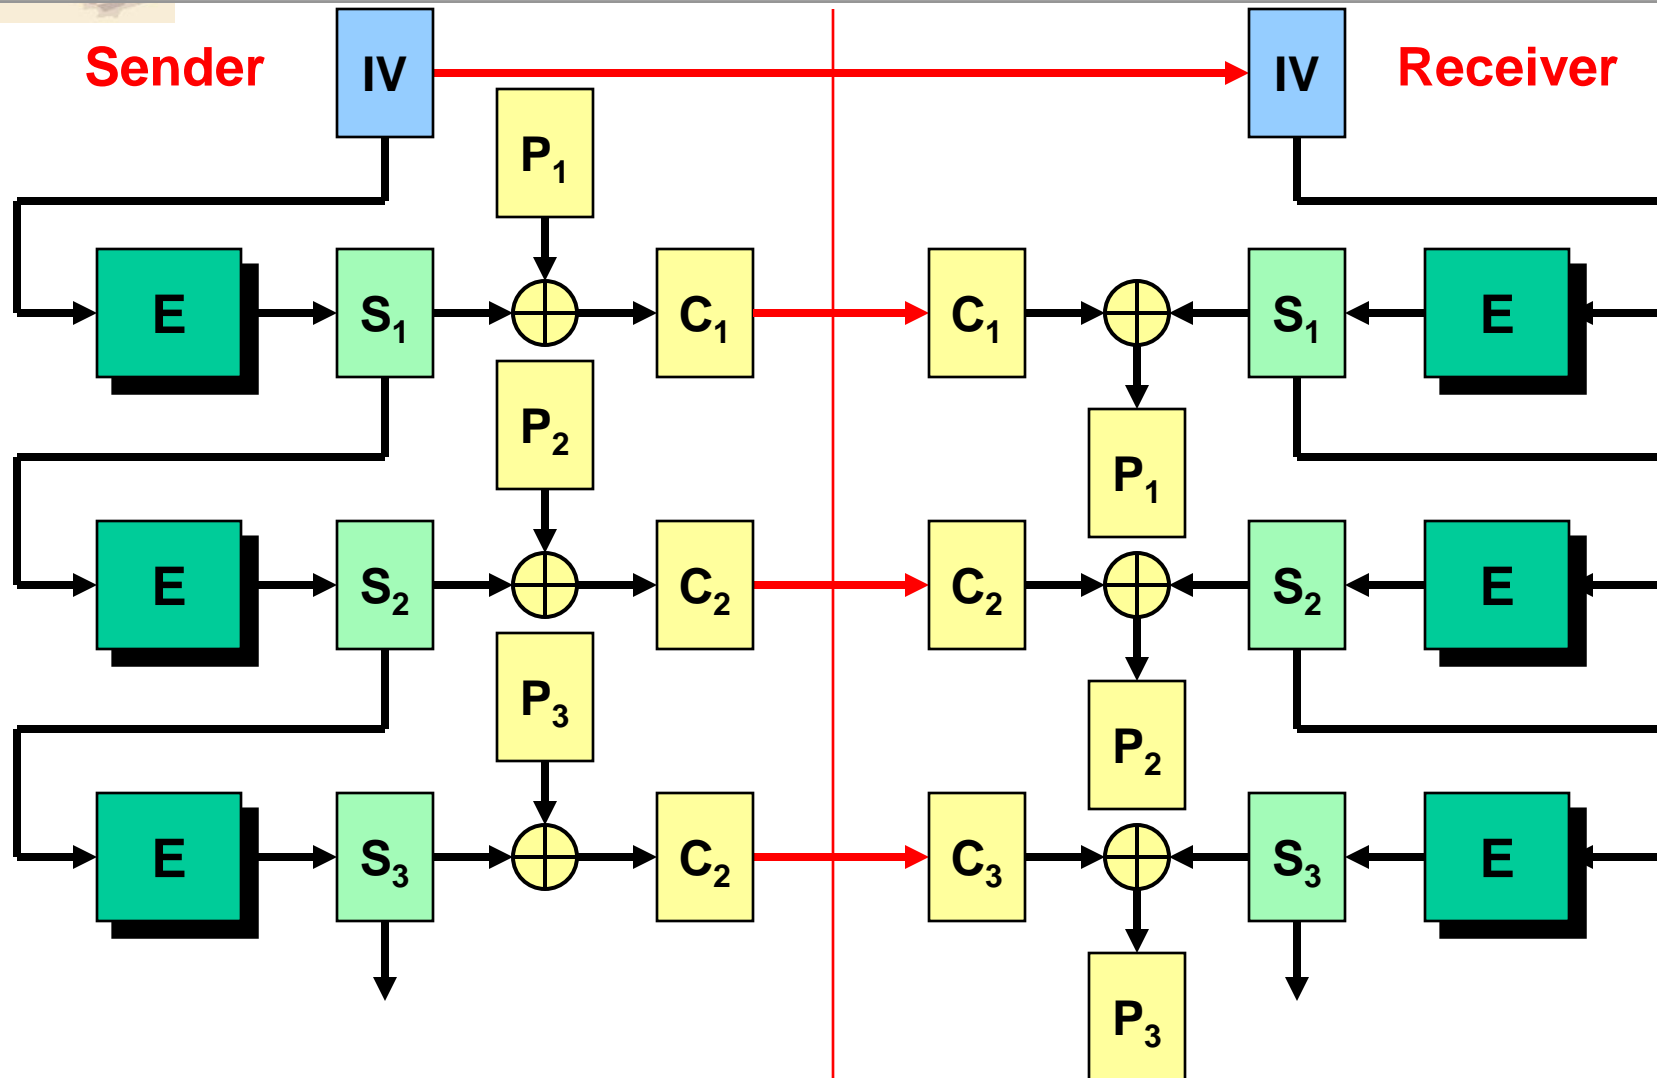 Sender IV IV Receiver
P1
E S1 C1 C1 S1 E
P2
P1
E S2 C2 C2 S2 E
P3
P2
E S3 C2 C3 S3 E
P3